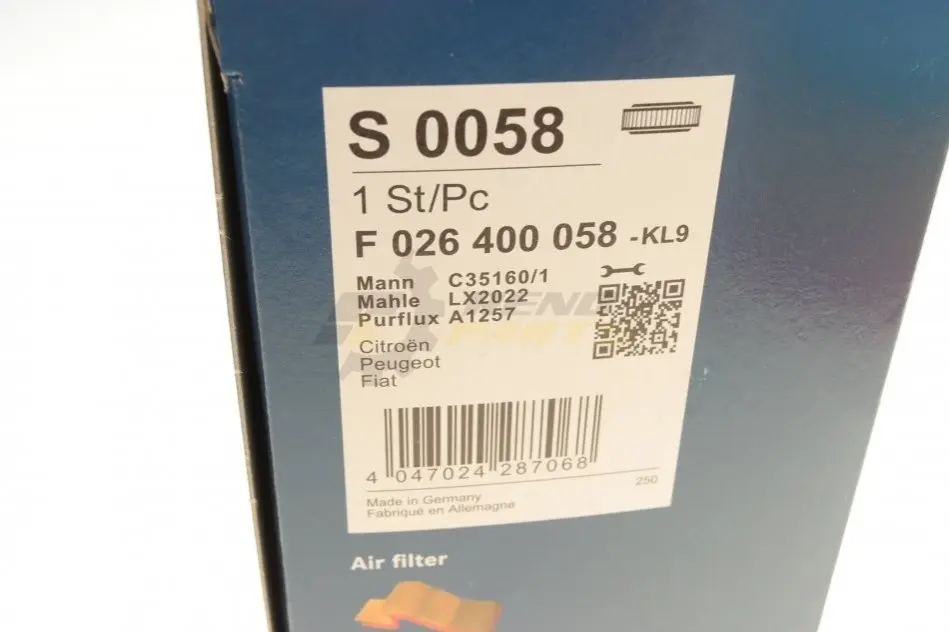 S 0058
1 St/Pc
F 026 400 058 -KL9
Mann C35160/1
Mahle LX2022
Purflux A1257
Citroën
Peugeot
Fiat
4 047024 287068
250
Made in Germany
Fabriqué en Allemagne
Air filter